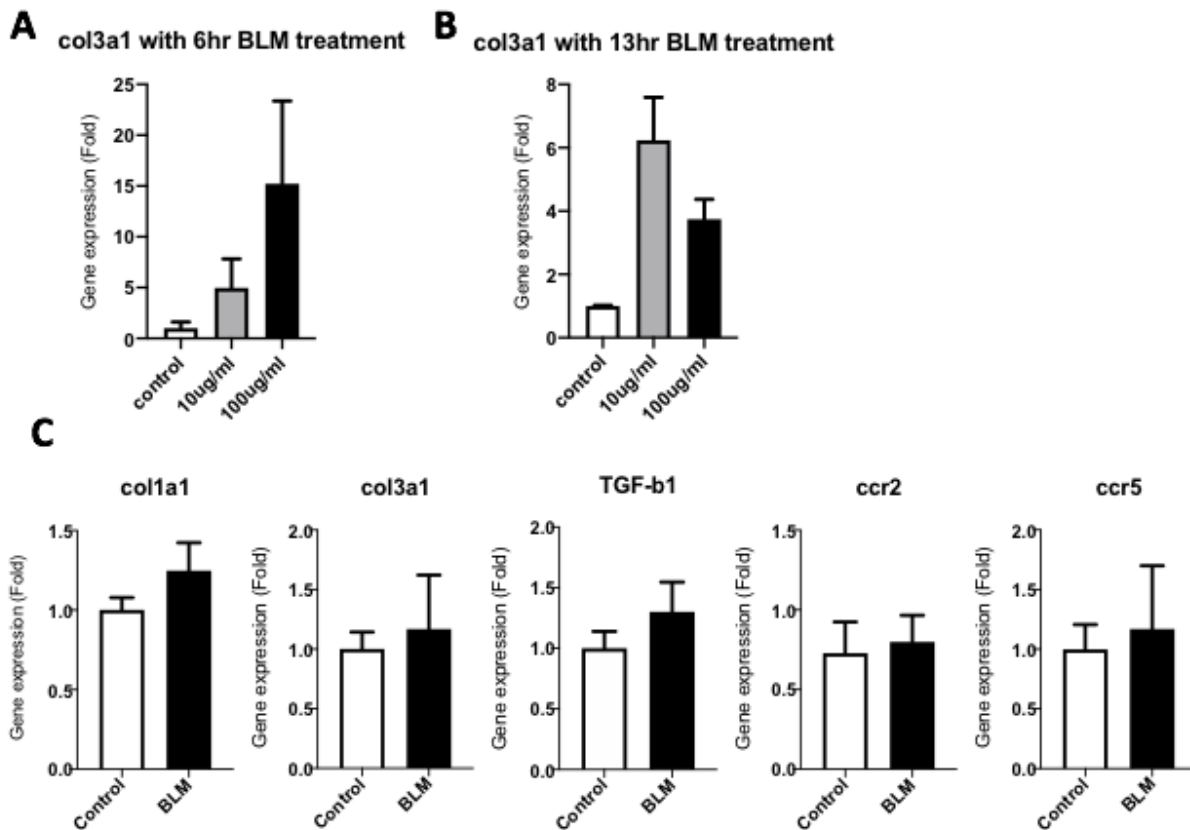 A
col3a1 with 6hr BLM treatment
Gene expression (Fold)
25
20
15
10
5
0
control
10ug/ml
100ug/ml
B
col3a1 with 13hr BLM treatment
Gene expression (Fold)
8
6
4
2
0
control
10ug/ml
100ug/ml
C
col1a1
Gene expression (Fold)
1.5
1.0
0.5
0.0
Control
BLM
col3a1
Gene expression (Fold)
2.0
1.5
1.0
0.5
0.0
Control
BLM
TGF-b1
Gene expression (Fold)
2.0
1.5
1.0
0.5
0.0
Control
BLM
ccr2
Gene expression (Fold)
1.5
1.0
0.5
0.0
Control
BLM
ccr5
Gene expression (Fold)
2.0
1.5
1.0
0.5
0.0
Control
BLM